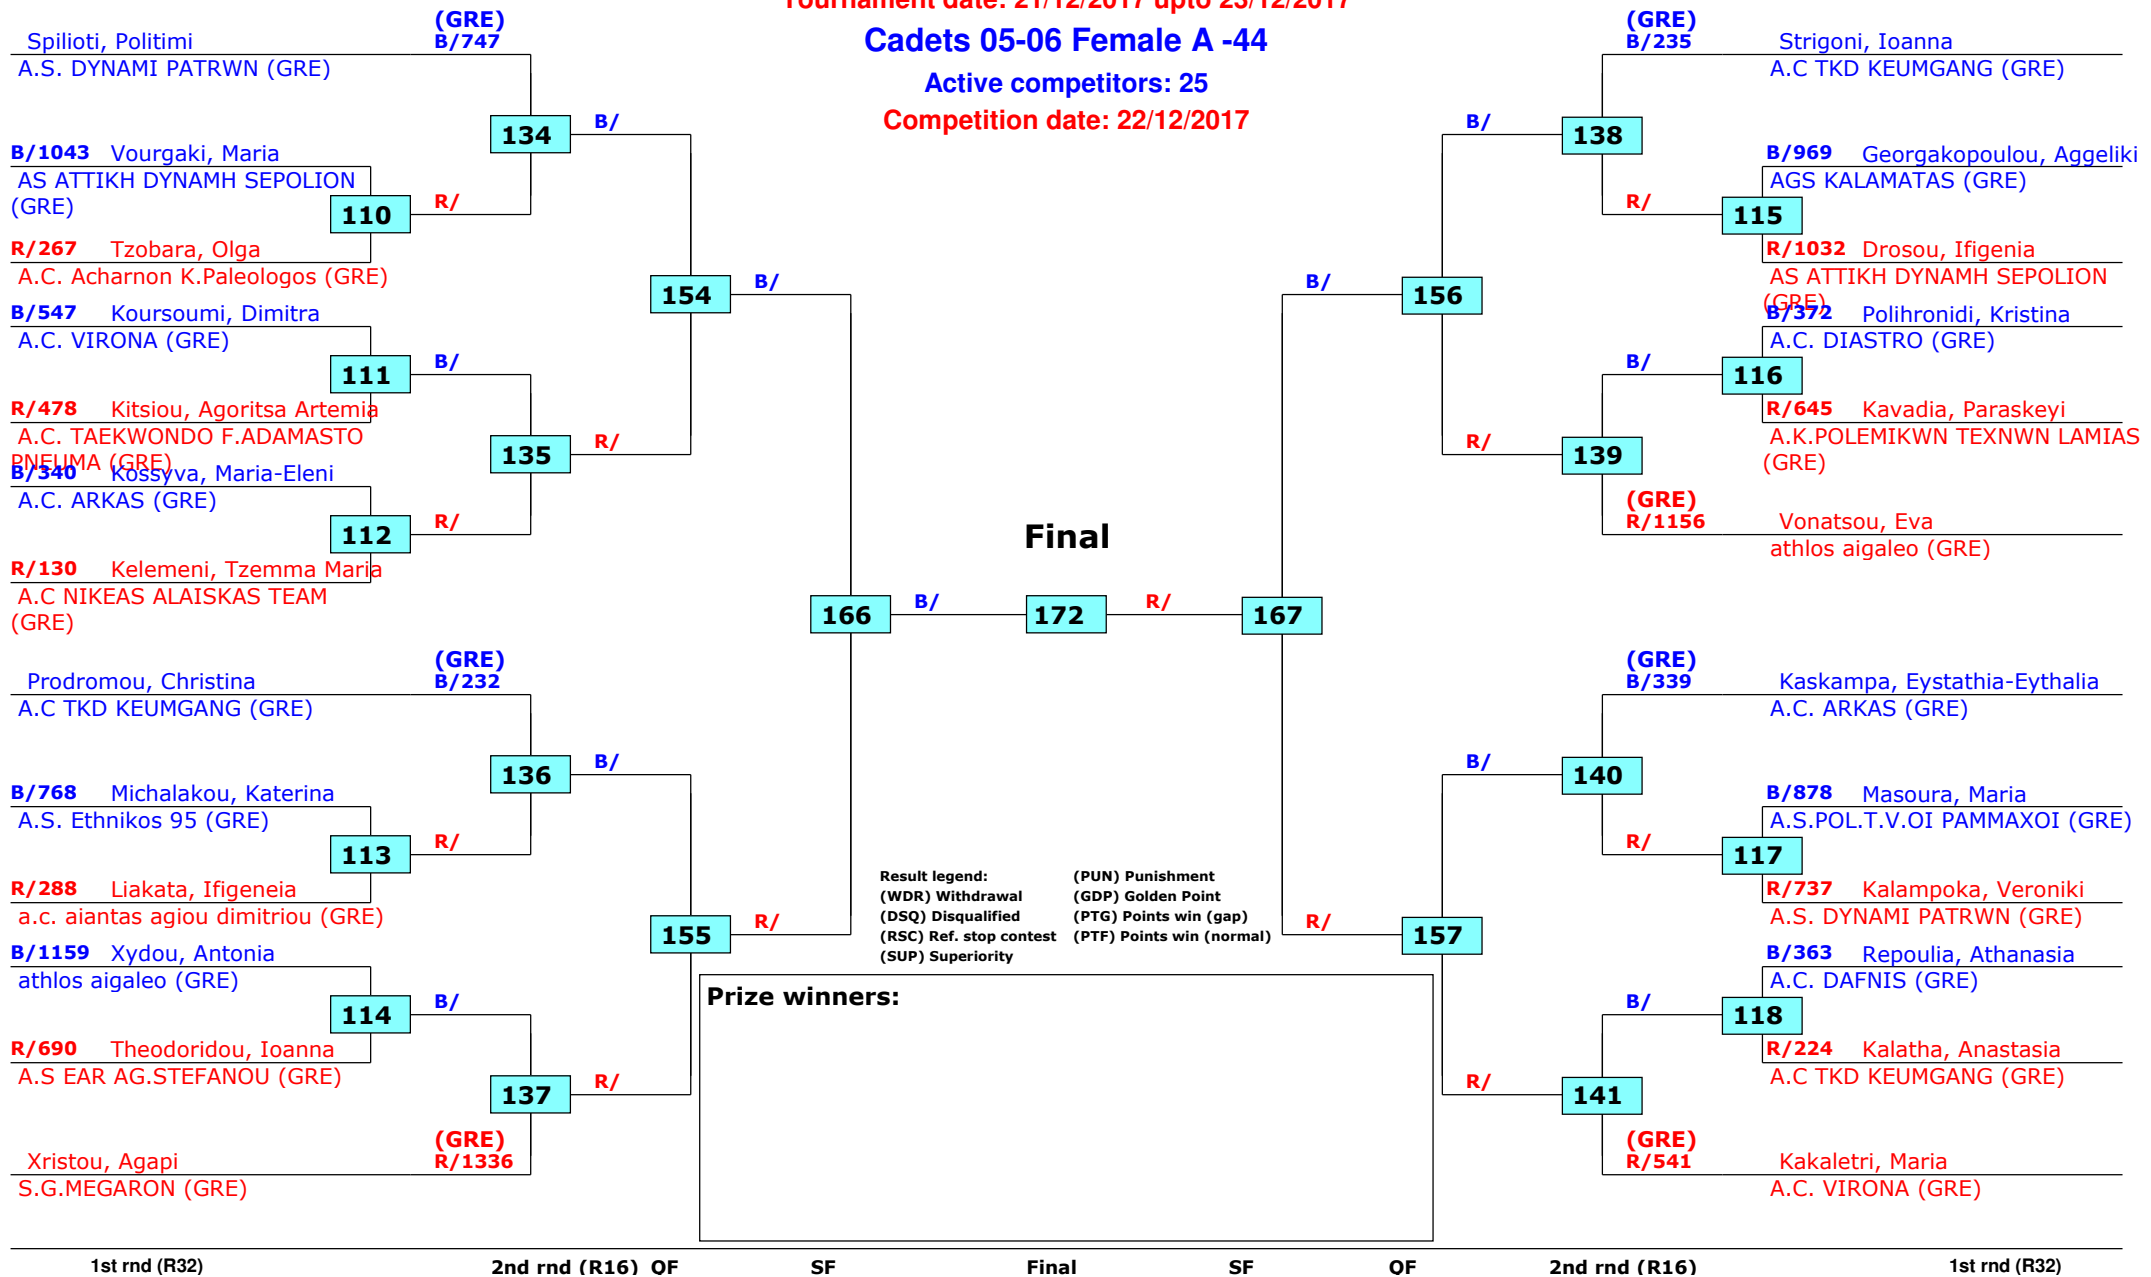 Tournament date: 21/12/2017 upto 23/12/2017
Cadets 05-06 Female A -44
Active competitors: 25
Competition date: 22/12/2017
(GRE)
Spilioti, Politimi B/747
A.S. DYNAMI PATRWN (GRE)
134
B/
B/1043 Vourgaki, Maria
AS ATTIKH DYNAMH SEPOLION
(GRE)
110
R/
R/267 Tzobara, Olga
A.C. Acharnon K.Paleologos (GRE)
154
B/
B/547 Koursoumi, Dimitra
A.C. VIRONA (GRE)
111
B/
R/478 Kitsiou, Agoritsa Artemia
A.C. TAEKWONDO F.ADAMASTO
PNEUMA (GRE)
135
R/
B/340 Kossyva, Maria-Eleni
A.C. ARKAS (GRE)
112
R/
R/130 Kelemeni, Tzemma Maria
A.C NIKEAS ALAISKAS TEAM
(GRE)
166
B/
(GRE)
Prodromou, Christina B/232
A.C TKD KEUMGANG (GRE)
136
B/
B/768 Michalakou, Katerina
A.S. Ethnikos 95 (GRE)
113
R/
R/288 Liakata, Ifigeneia
a.c. aiantas agiou dimitriou (GRE)
155
R/
B/1159 Xydou, Antonia
athlos aigaleo (GRE)
114
B/
R/690 Theodoridou, Ioanna
A.S EAR AG.STEFANOU (GRE)
137
R/
(GRE)
Xristou, Agapi R/1336
S.G.MEGARON (GRE)
Final
172
(GRE)
B/235 Strigoni, Ioanna
A.C TKD KEUMGANG (GRE)
B/
138
B/969 Georgakopoulou, Aggeliki
AGS KALAMATAS (GRE)
R/
115
R/1032 Drosou, Ifigenia
AS ATTIKH DYNAMH SEPOLION
(GRE)
B/
156
B/372 Polihronidi, Kristina
A.C. DIASTRO (GRE)
B/
116
R/645 Kavadia, Paraskeyi
A.K.POLEMIKWN TEXNWN LAMIAS
(GRE)
R/
139
(GRE)
R/1156 Vonatsou, Eva
athlos aigaleo (GRE)
R/
167
(GRE)
B/339 Kaskampa, Eystathia-Eythalia
A.C. ARKAS (GRE)
B/
140
B/878 Masoura, Maria
A.S.POL.T.V.OI PAMMAXOI (GRE)
R/
117
R/737 Kalampoka, Veroniki
A.S. DYNAMI PATRWN (GRE)
R/
157
B/363 Repoulia, Athanasia
A.C. DAFNIS (GRE)
B/
118
R/224 Kalatha, Anastasia
A.C TKD KEUMGANG (GRE)
R/
141
(GRE)
R/541 Kakaletri, Maria
A.C. VIRONA (GRE)
Result legend: (PUN) Punishment
(WDR) Withdrawal (GDP) Golden Point
(DSQ) Disqualified (PTG) Points win (gap)
(RSC) Ref. stop contest (PTF) Points win (normal)
(SUP) Superiority
Prize winners:
1st rnd (R32) 2nd rnd (R16) QF SF Final SF QF 2nd rnd (R16) 1st rnd (R32)